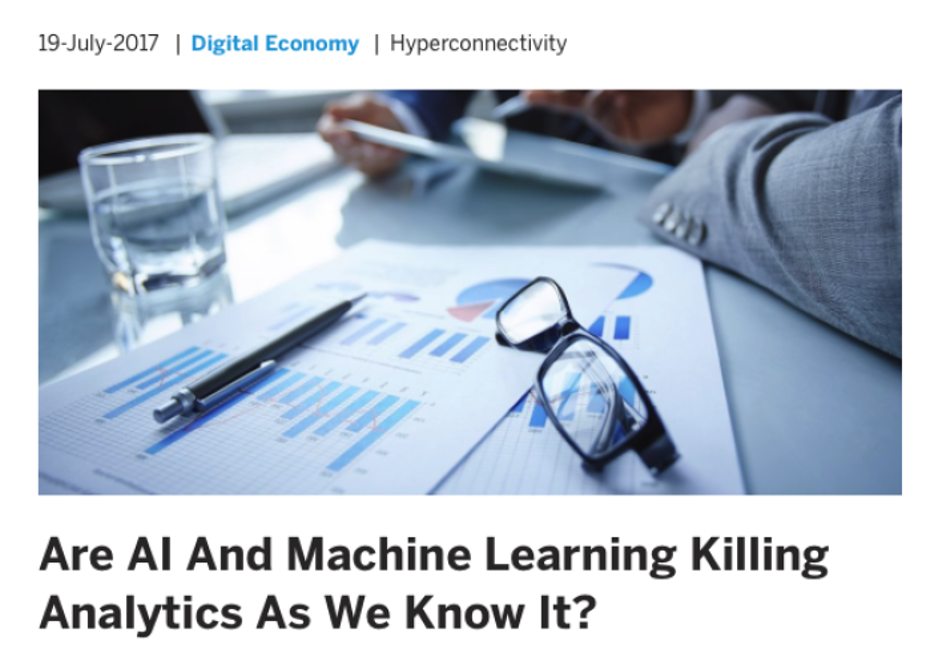 19-July-2017 | Digital Economy | Hyperconnectivity
Are AI And Machine Learning Killing
Analytics As We Know It?